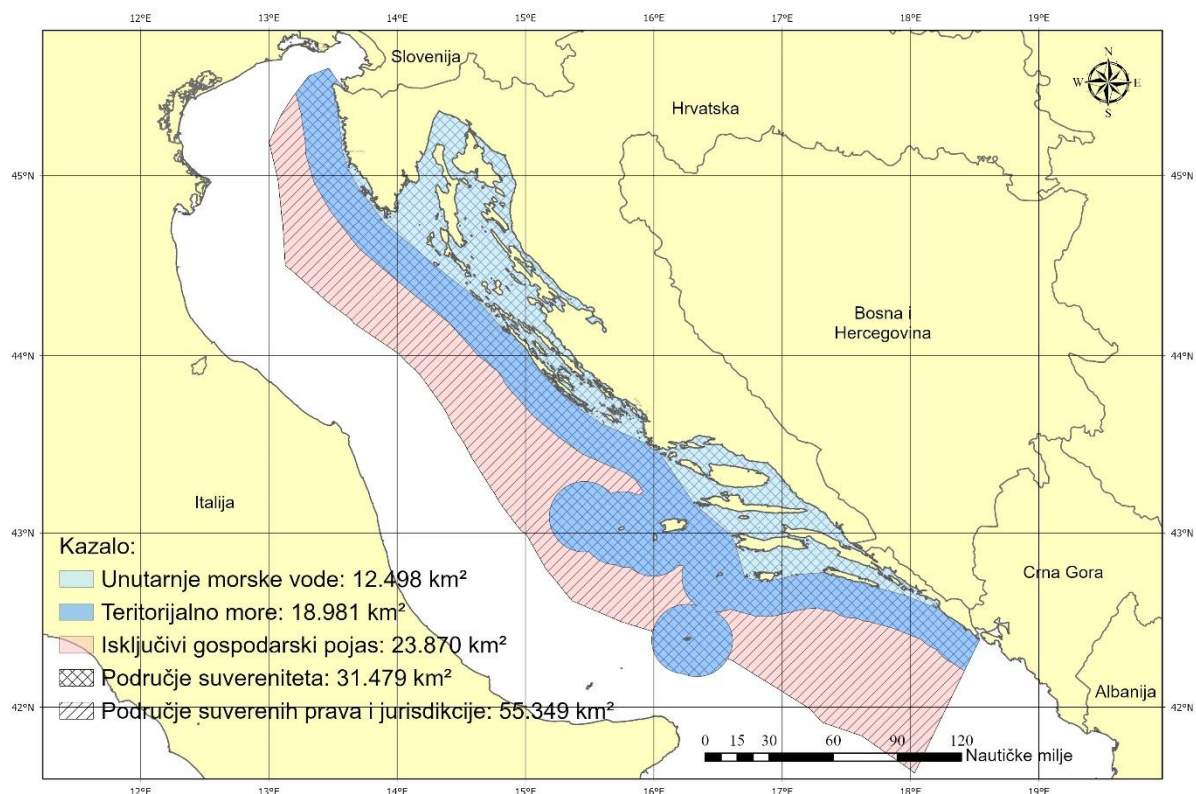 12°E 13°E 14°E 15°E 16°E 17°E 18°E 19°E
Slovenija
N
W E
S
Hrvatska
45°N 45°N
Bosna i
Hercegovina
44°N 44°N
Italija
43°N 43°N
Kazalo:
Unutarnje morske vode: 12.498 km²
Crna Gora
Teritorijalno more: 18.981 km²
Isključivi gospodarski pojas: 23.870 km²
Područje suvereniteta: 31.479 km²
Albanija
Područje suverenih prava i jurisdikcije: 55.349 km²
42°N 42°N
0 15 30 60 90 120
Nautičke milje
12°E 13°E 14°E 15°E 16°E 17°E 18°E 19°E